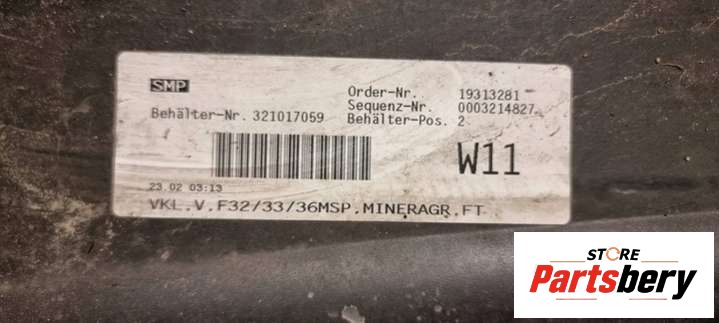 SMP
Order-Nr. 19313281
Sequenz-Nr. 0003214827
Behälter-Nr. 321017059 Behälter-Pos. 2
W11
23.02 03:13
VKL.V.F32/33/36MSP.MINERAGR.FT
STORE
Partsbery